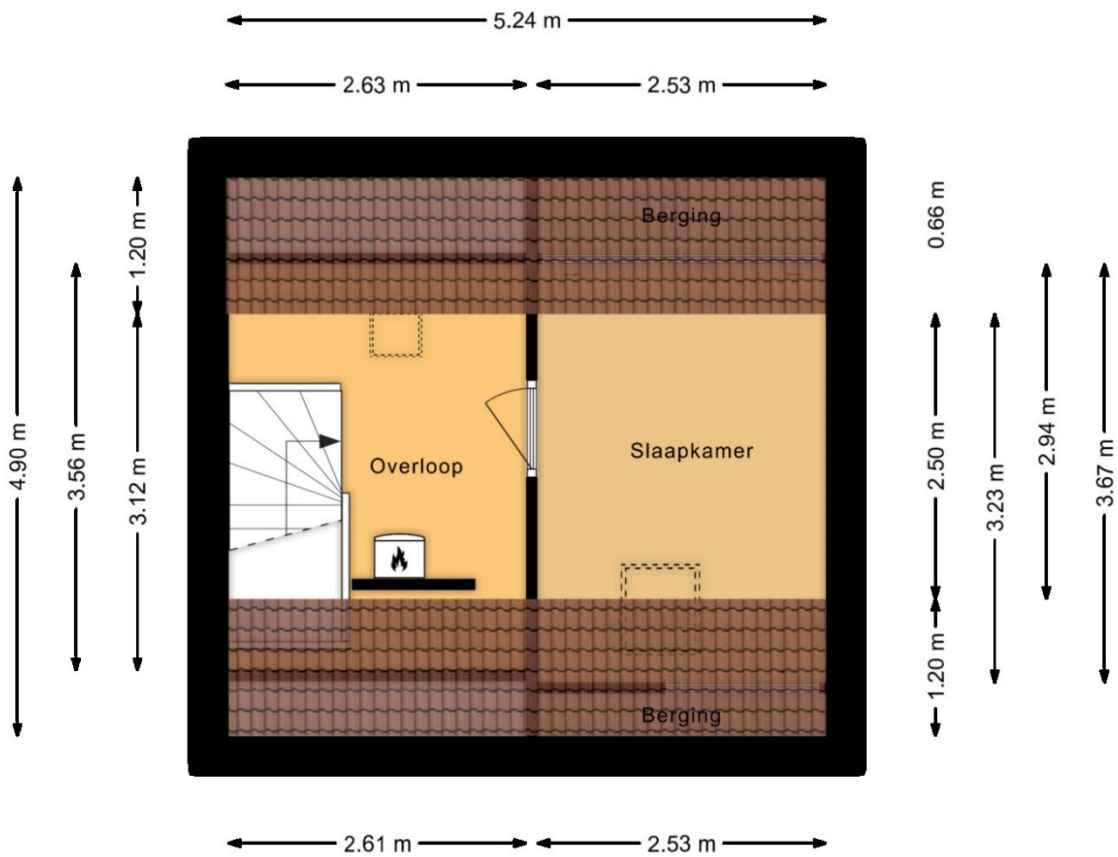 5.24 m
2.63 m
2.53 m
Berging
1.20 m
0.66 m
4.90 m
3.56 m
3.12 m
Overloop
Slaapkamer
2.50 m
3.23 m
2.94 m
3.67 m
1.20 m
Berging
2.61 m
2.53 m